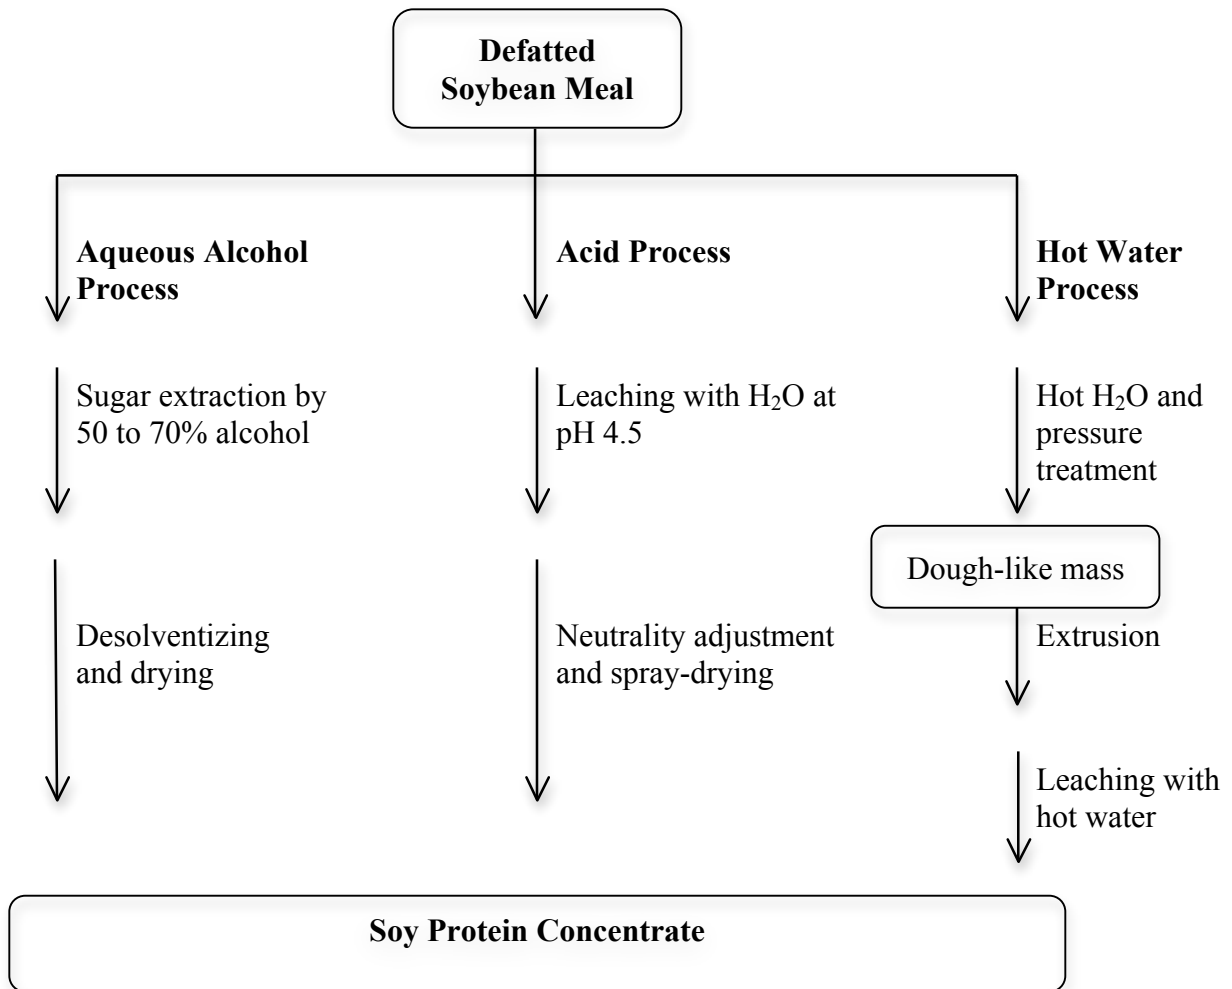 Defatted
Soybean Meal
Aqueous Alcohol
Process
Acid Process
Hot Water
Process
Sugar extraction by
50 to 70% alcohol
Leaching with H₂O at
pH 4.5
Hot H₂O and
pressure
treatment
Dough-like mass
Desolventizing
and drying
Neutrality adjustment
and spray-drying
Extrusion
Leaching with
hot water
Soy Protein Concentrate